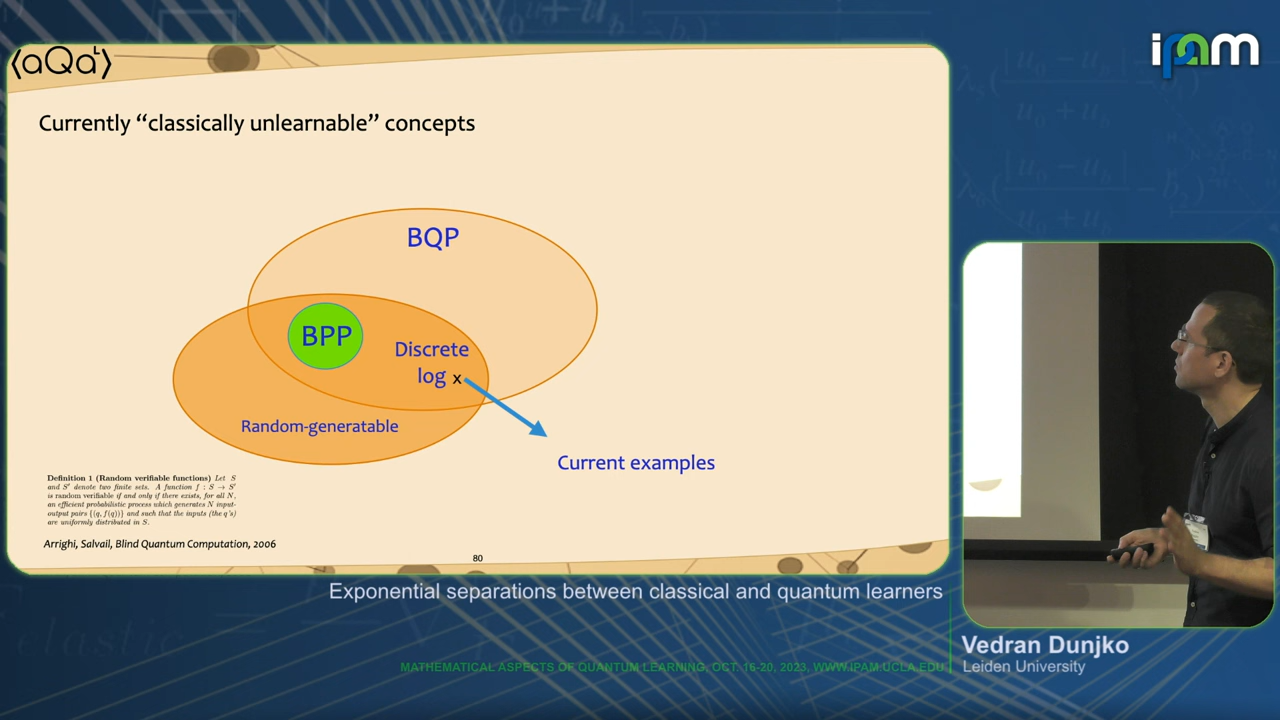 ⟨aQaᴸ⟩
ipam
Currently “classically unlearnable” concepts
BQP
BPP
Discrete
log x
Random-generatable
Current examples
Definition 1 (Random verifiable functions) Let S
and S′ denote two finite sets. A function f : S → S′
is random verifiable if and only if there exists, for all N,
an efficient probabilistic process which generates N input-
output pairs {(q, f(q))} and such that the inputs (the q’s)
are uniformly distributed in S.
Arrighi, Salvail, Blind Quantum Computation, 2006
80
Exponential separations between classical and quantum learners
Vedran Dunjko
Leiden University
MATHEMATICAL ASPECTS OF QUANTUM LEARNING, OCT. 16-20, 2023, WWW.IPAM.UCLA.EDU
elastic